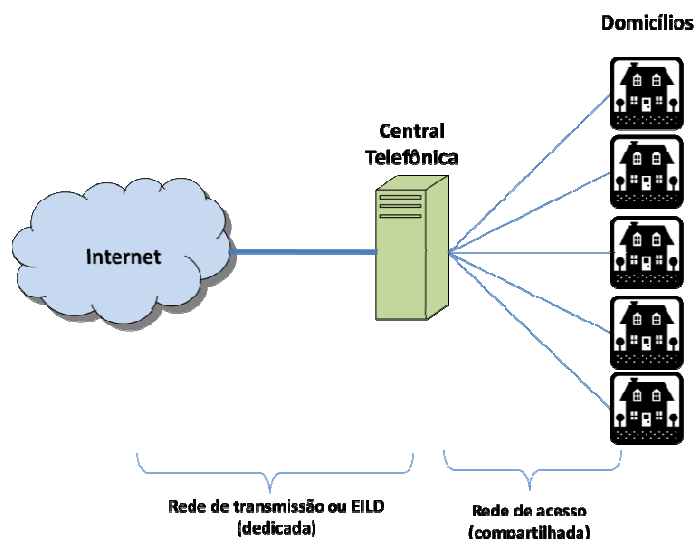 Domicílios
Central
Telefônica
Internet
Rede de transmissão ou EILD
(dedicada)
Rede de acesso
(compartilhada)